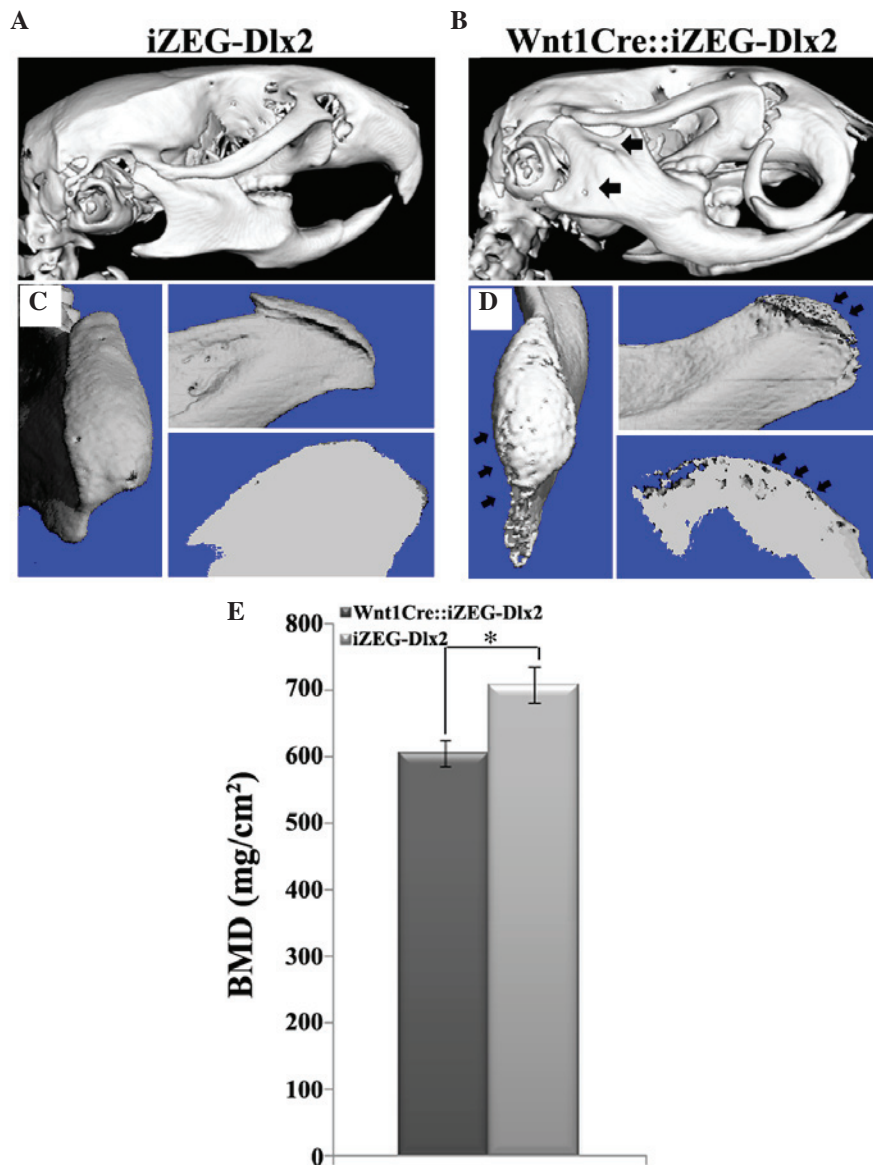 A
B
iZEG-Dlx2
Wnt1Cre::iZEG-Dlx2
C
D
E
Wnt1Cre::iZEG-Dlx2
iZEG-Dlx2
*
BMD (mg/cm²)
800
700
600
500
400
300
200
100
0